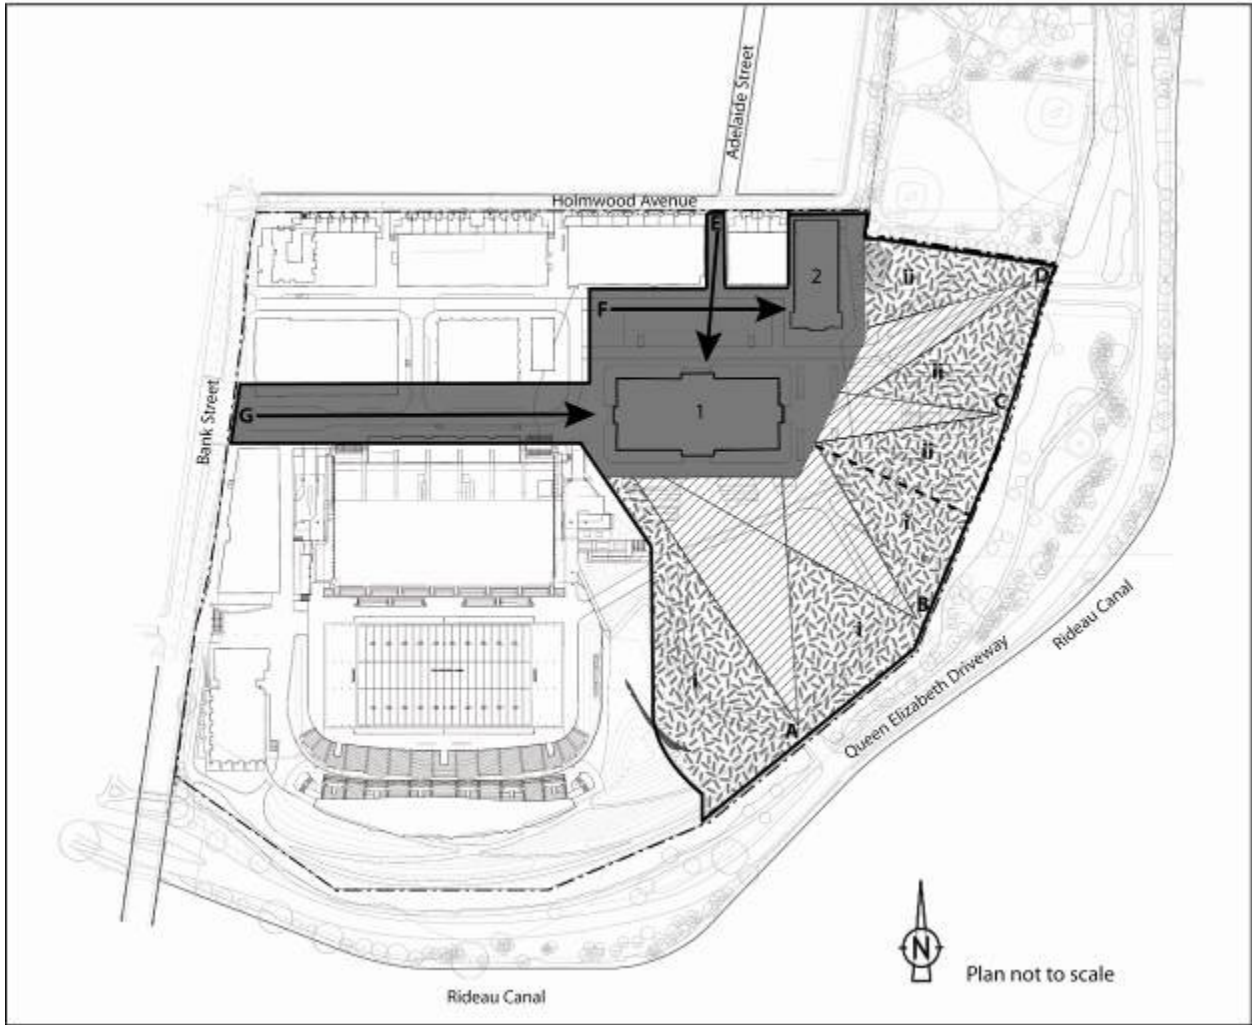 Adelaide Street
Holmwood Avenue
E
2
ii
D
F
ii
C
G
1
Bank Street
ii
i
B
i
i
A
Queen Elizabeth Driveway
Rideau Canal
N
Plan not to scale
Rideau Canal